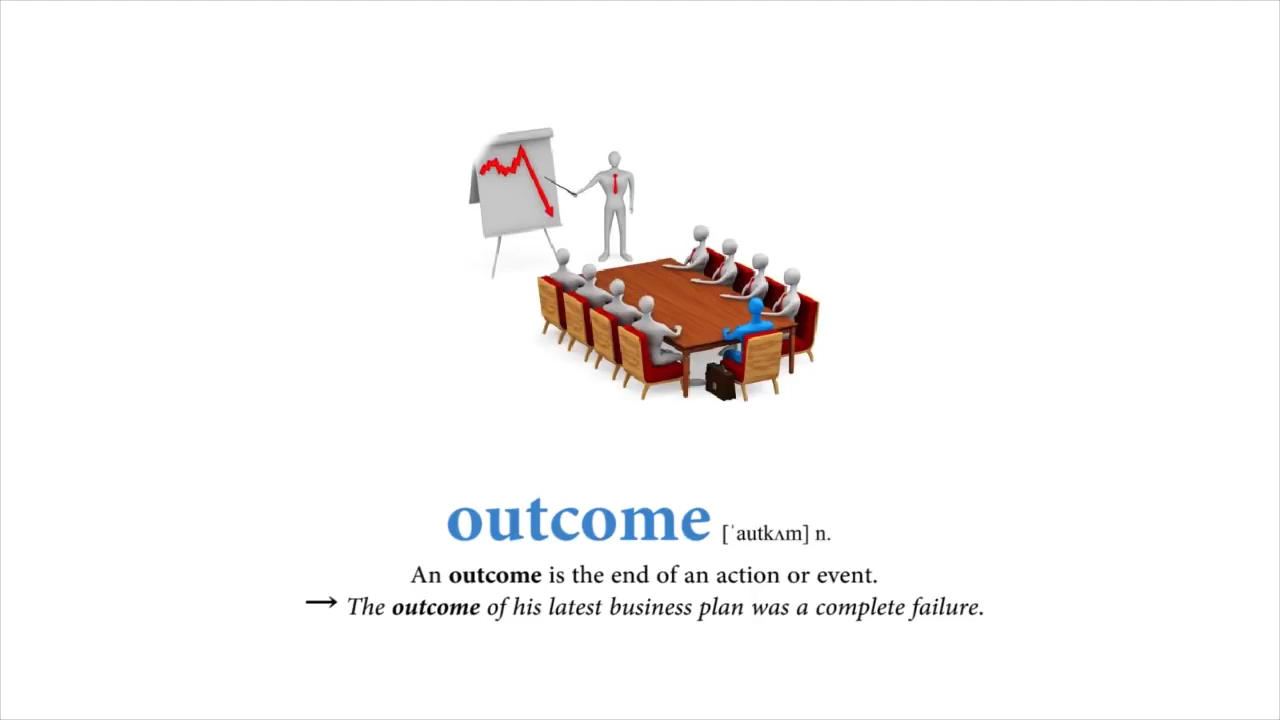 outcome [ˈautkʌm] n.
An outcome is the end of an action or event.
→ The outcome of his latest business plan was a complete failure.